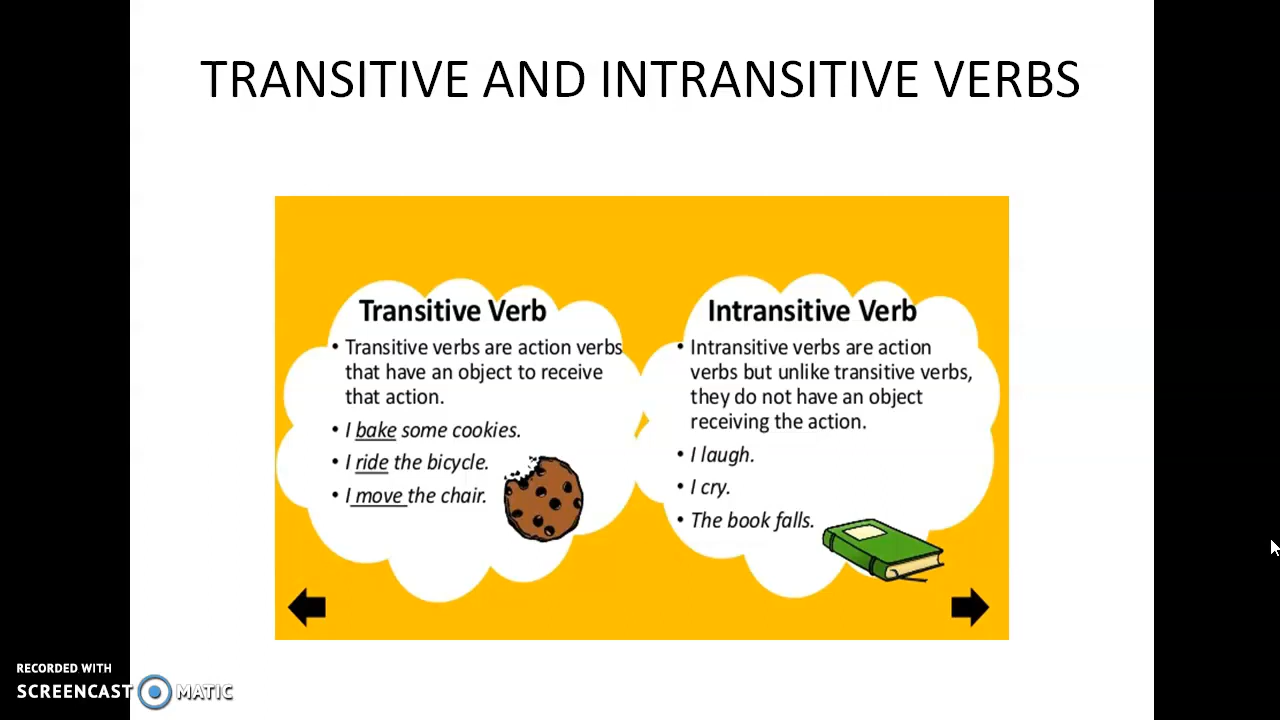 TRANSITIVE AND INTRANSITIVE VERBS
Transitive Verb
• Transitive verbs are action verbs
that have an object to receive
that action.
• I bake some cookies.
• I ride the bicycle.
• I move the chair.
Intransitive Verb
• Intransitive verbs are action
verbs but unlike transitive verbs,
they do not have an object
receiving the action.
• I laugh.
• I cry.
• The book falls.
RECORDED WITH
SCREENCAST MATIC